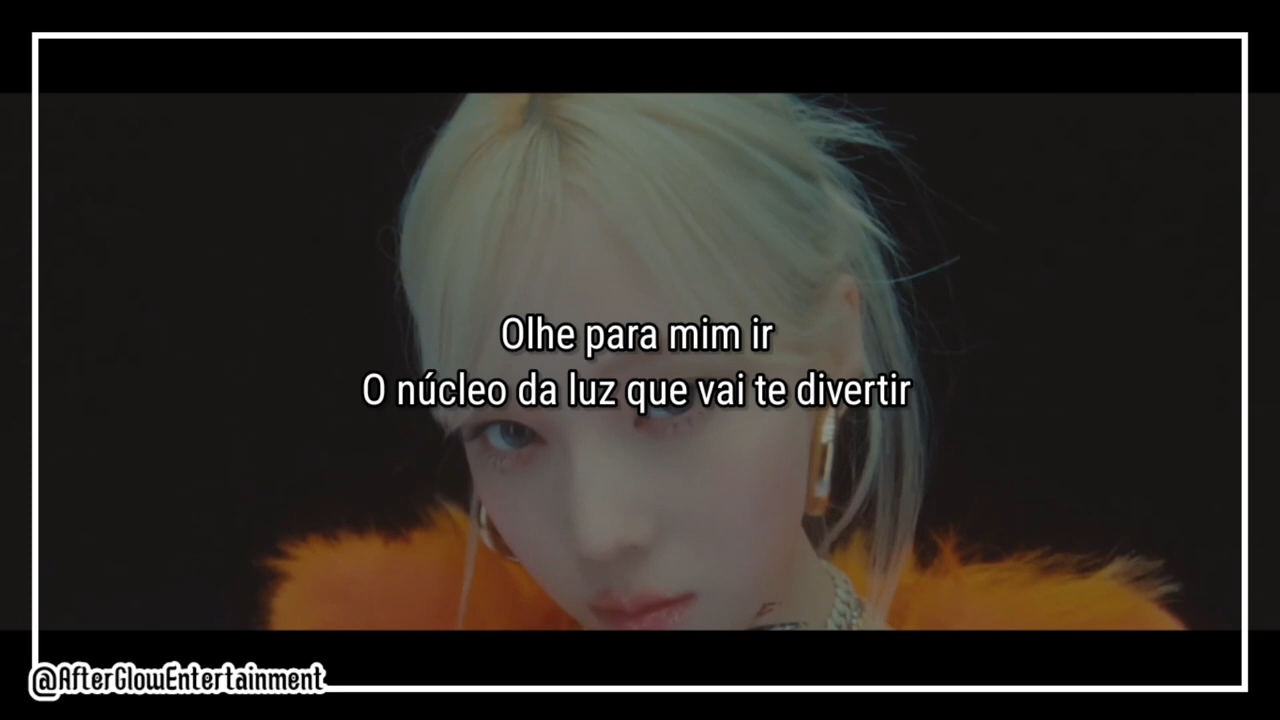 Olhe para mim ir
O núcleo da luz que vai te divertir
@AfterGlowEntertainment